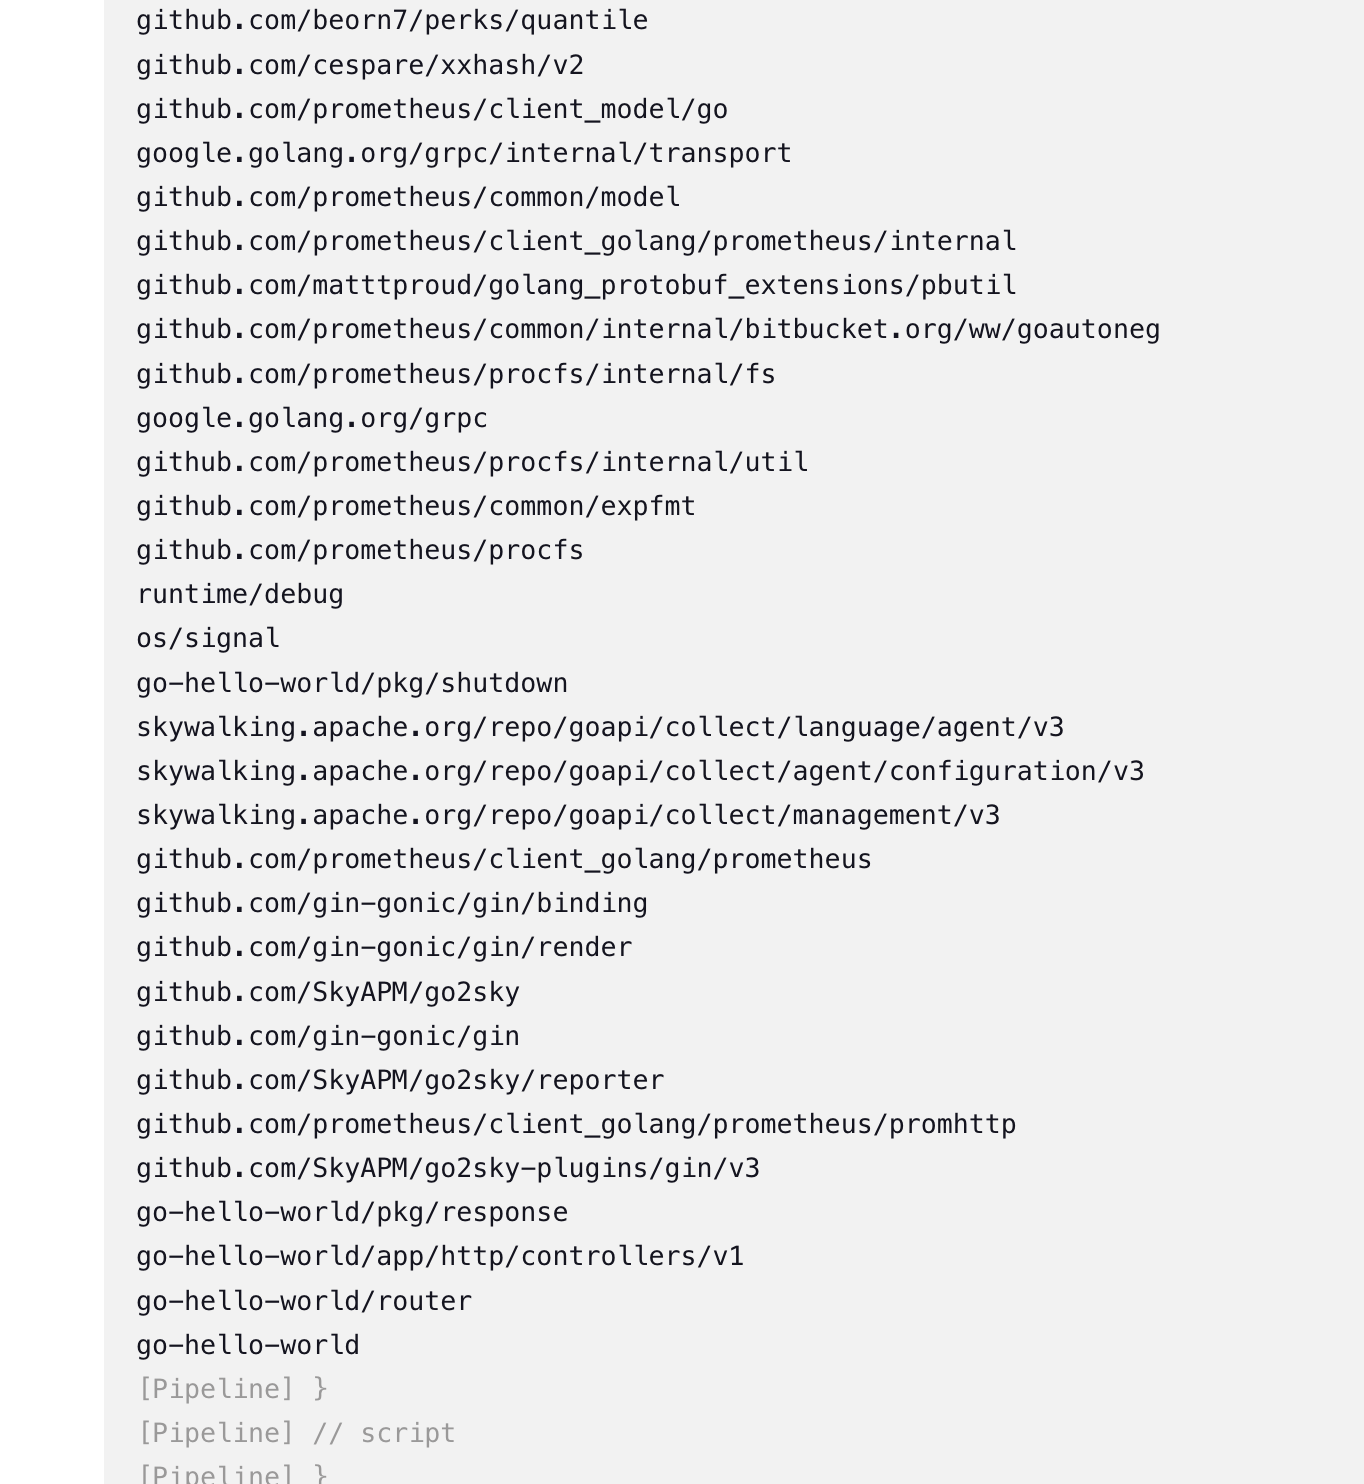 github.com/beorn7/perks/quantile
github.com/cespare/xxhash/v2
github.com/prometheus/client_model/go
google.golang.org/grpc/internal/transport
github.com/prometheus/common/model
github.com/prometheus/client_golang/prometheus/internal
github.com/matttproud/golang_protobuf_extensions/pbutil
github.com/prometheus/common/internal/bitbucket.org/ww/goautoneg
github.com/prometheus/procfs/internal/fs
google.golang.org/grpc
github.com/prometheus/procfs/internal/util
github.com/prometheus/common/expfmt
github.com/prometheus/procfs
runtime/debug
os/signal
go-hello-world/pkg/shutdown
skywalking.apache.org/repo/goapi/collect/language/agent/v3
skywalking.apache.org/repo/goapi/collect/agent/configuration/v3
skywalking.apache.org/repo/goapi/collect/management/v3
github.com/prometheus/client_golang/prometheus
github.com/gin-gonic/gin/binding
github.com/gin-gonic/gin/render
github.com/SkyAPM/go2sky
github.com/gin-gonic/gin
github.com/SkyAPM/go2sky/reporter
github.com/prometheus/client_golang/prometheus/promhttp
github.com/SkyAPM/go2sky-plugins/gin/v3
go-hello-world/pkg/response
go-hello-world/app/http/controllers/v1
go-hello-world/router
go-hello-world
[Pipeline] }
[Pipeline] // script
[Pipeline] }